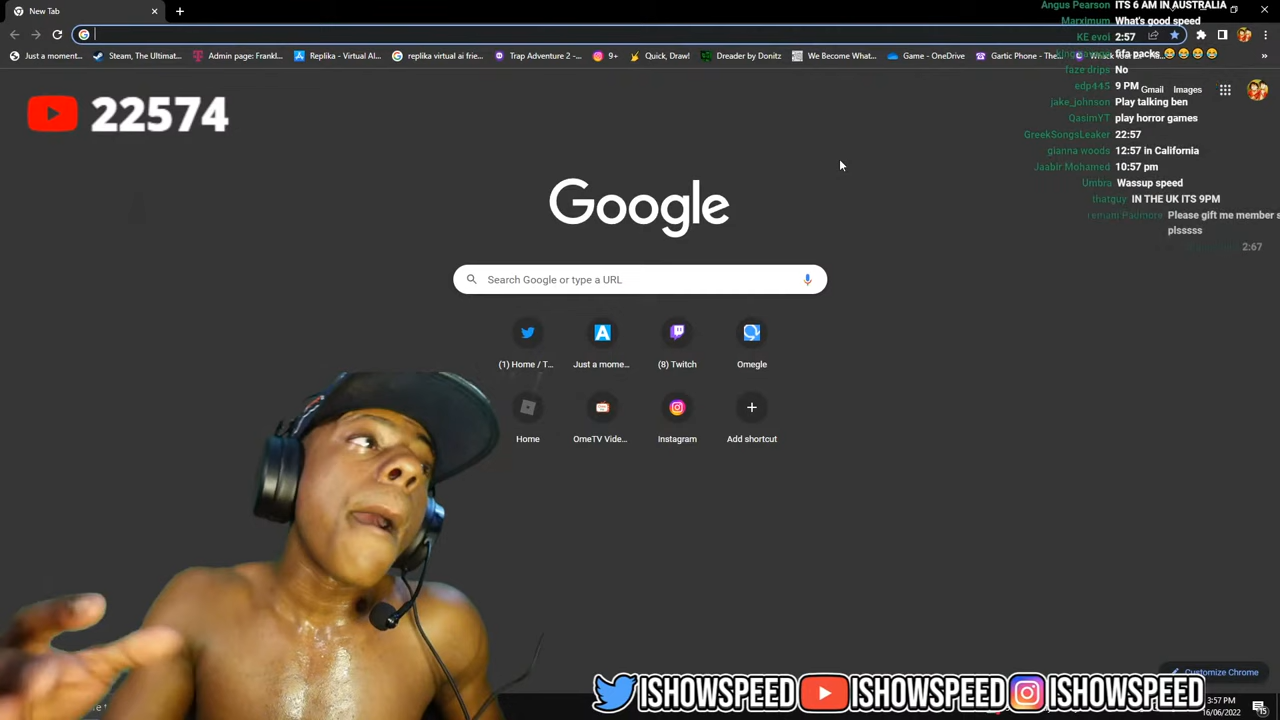 New Tab
Just a moment...
Steam, The Ultimat...
Admin page: Frankl...
Replika - Virtual AI...
replika virtual ai frie...
9+
Trap Adventure 2 -...
Quick, Draw!
Dreader by Donitz
We Become What...
Game - OneDrive
Gartic Phone - The...
22574
Gmail
Images
Angus Pearson ITS 6 AM IN AUSTRALIA
Marximum What's good speed
KE evol 2:57
fifa packs 😂 😂 😂 😂
faze drips No
edp445 9 PM
jake_johnson Play talking ben
QasimYT play horror games
GreekSongsLeaker 22:57
gianna woods 12:57 in California
Jaabir Mohamed 10:57 pm
Umbra Wassup speed
thatguy IN THE UK ITS 9PM
Please gift me member s
plsssss
2:67
Google
Search Google or type a URL
(1) Home / T...
Just a mome...
(8) Twitch
Omegle
Home
OmeTV Vide...
Instagram
Add shortcut
Customize Chrome
ISHOWSPEED ISHOWSPEED ISHOWSPEED
3:57 PM
16/06/2022
15